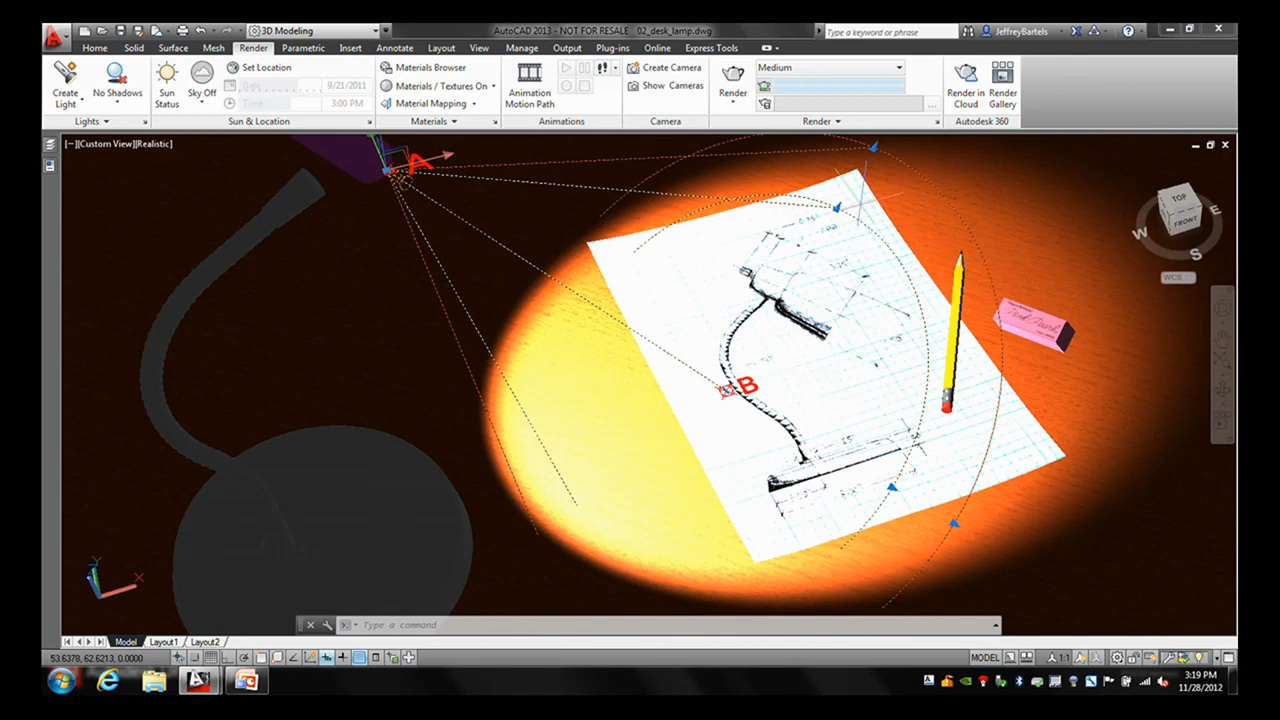 3D Modeling
AutoCAD 2013 - NOT FOR RESALE 02_desk_lamp.dwg
Type a keyword or phrase
JeffreyBartels
Home Solid Surface Mesh Render Parametric Insert Annotate Layout View Manage Output Plug-ins Online Express Tools
Create Light
No Shadows
Lights
Sun Status
Sky Off
Set Location
Date 9/21/2011
Time 3:00 PM
Sun & Location
Materials Browser
Materials / Textures On
Material Mapping
Materials
Animation Motion Path
Animations
Create Camera
Show Cameras
Camera
Render
Medium
Render
Render in Cloud
Render Gallery
Autodesk 360
[−][Custom View][Realistic]
TOP
FRONT
W
E
S
WCS
A
B
Pink Pearl
Y
X
Type a command
Model Layout1 Layout2
53.6378, 62.6213, 0.0000
MODEL
1:1
3:19 PM
11/28/2012